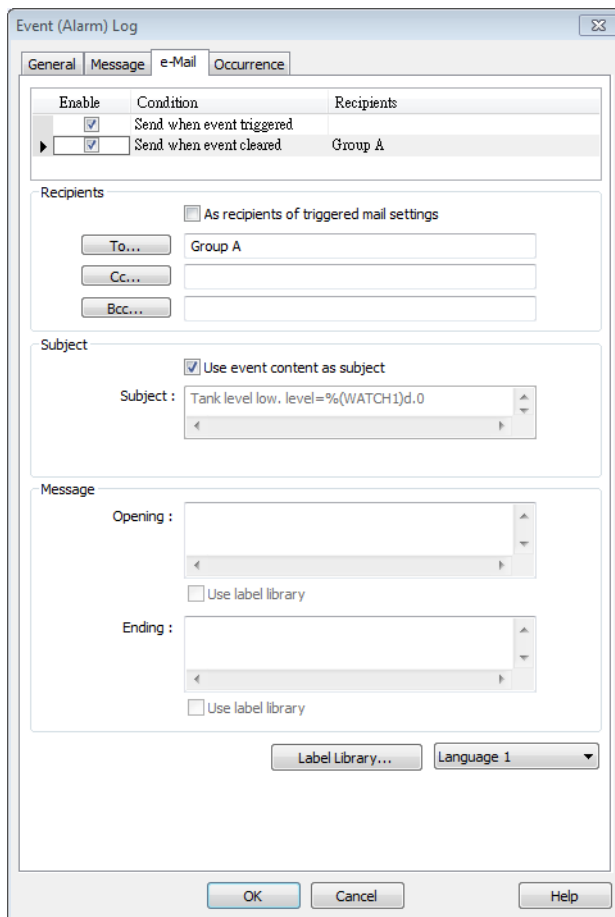 Event (Alarm) Log
General Message e-Mail Occurrence
Enable Condition Recipients
Send when event triggered
Send when event cleared Group A
Recipients
As recipients of triggered mail settings
To... Group A
Cc...
Bcc...
Subject
Use event content as subject
Subject : Tank level low. level=%(WATCH1)d.0
Message
Opening :
Use label library
Ending :
Use label library
Label Library... Language 1
OK Cancel Help